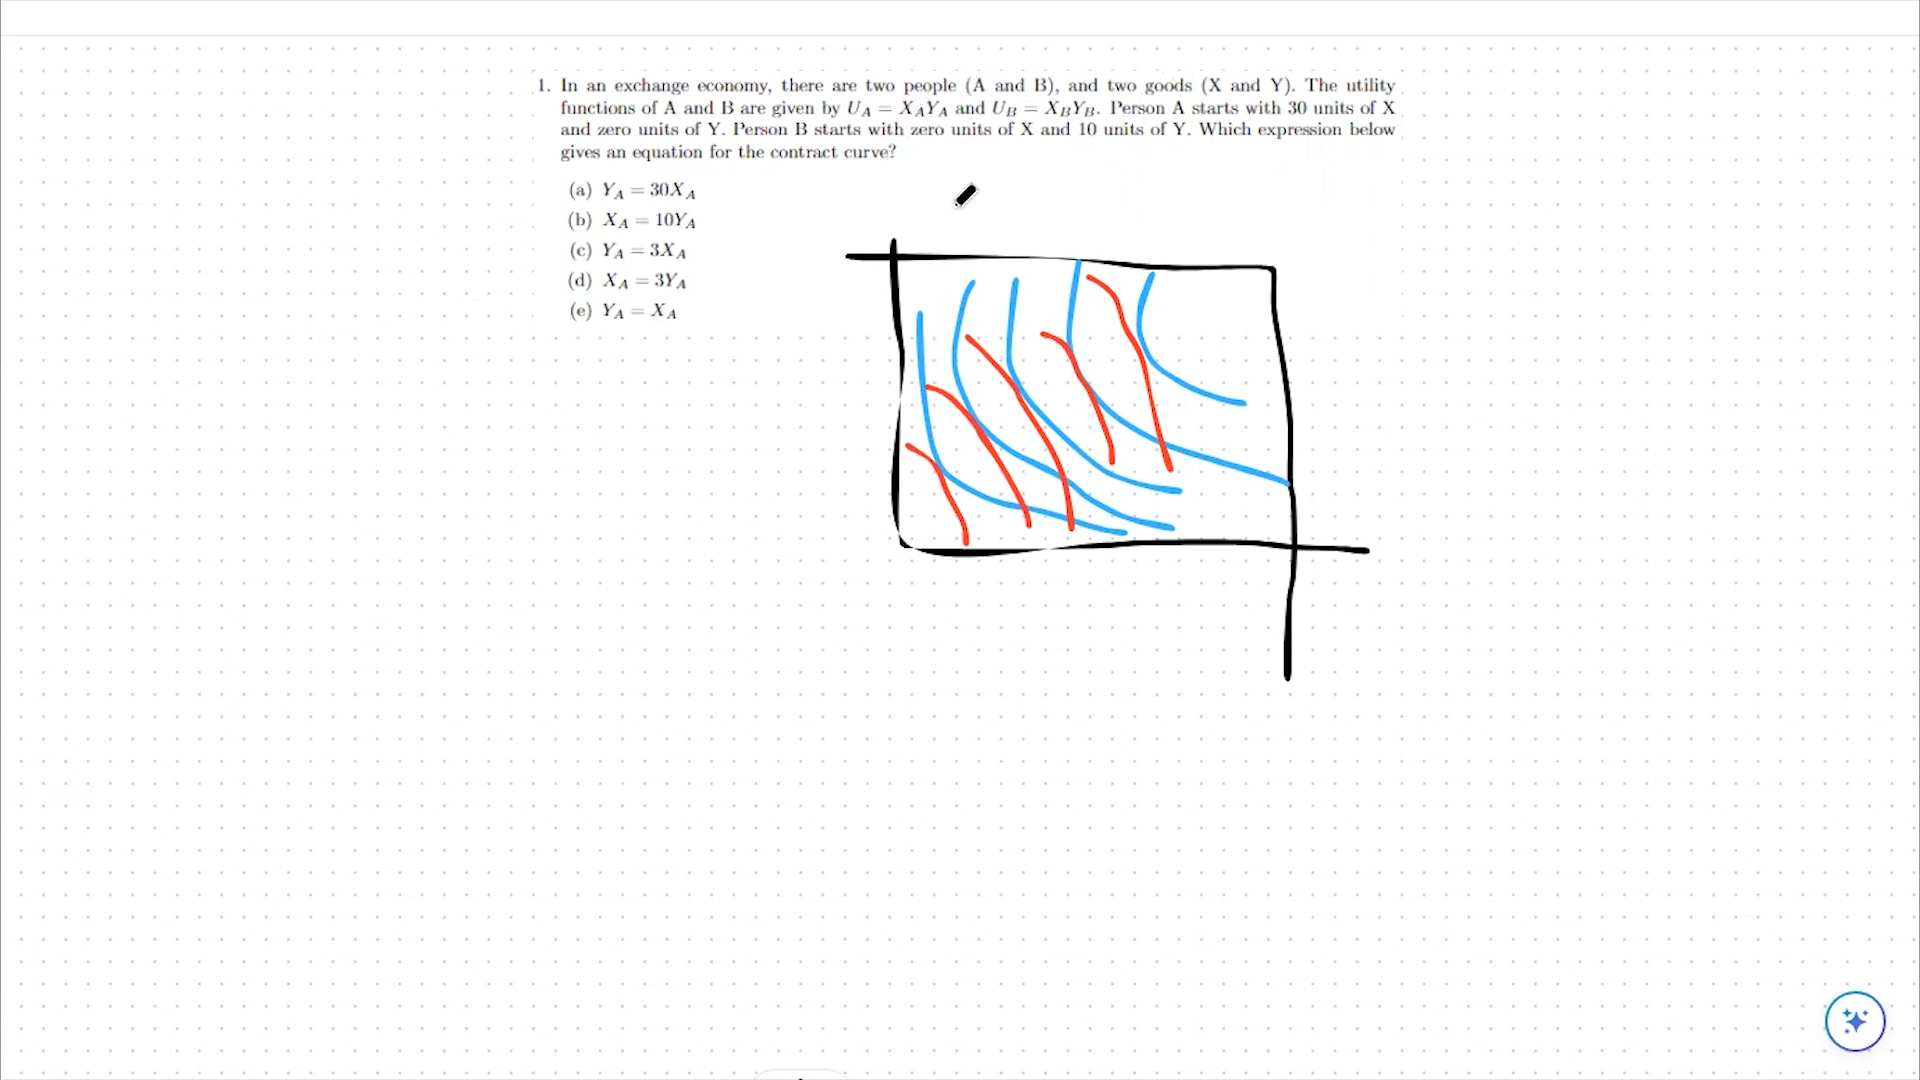 1. In an exchange economy, there are two people (A and B), and two goods (X and Y). The utility
functions of A and B are given by U_A = X_AY_A and U_B = X_BY_B. Person A starts with 30 units of X
and zero units of Y. Person B starts with zero units of X and 10 units of Y. Which expression below
gives an equation for the contract curve?
(a) Y_A = 30X_A
(b) X_A = 10Y_A
(c) Y_A = 3X_A
(d) X_A = 3Y_A
(e) Y_A = X_A